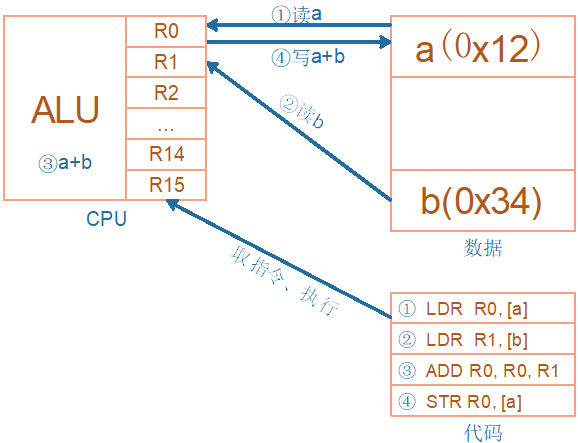 ①读a
④写a+b
②读b
R0
R1
R2
...
R14
R15
ALU
③a+b
CPU
a(0x12)
b(0x34)
数据
取指令、执行
① LDR R0, [a]
② LDR R1, [b]
③ ADD R0, R0, R1
④ STR R0, [a]
代码